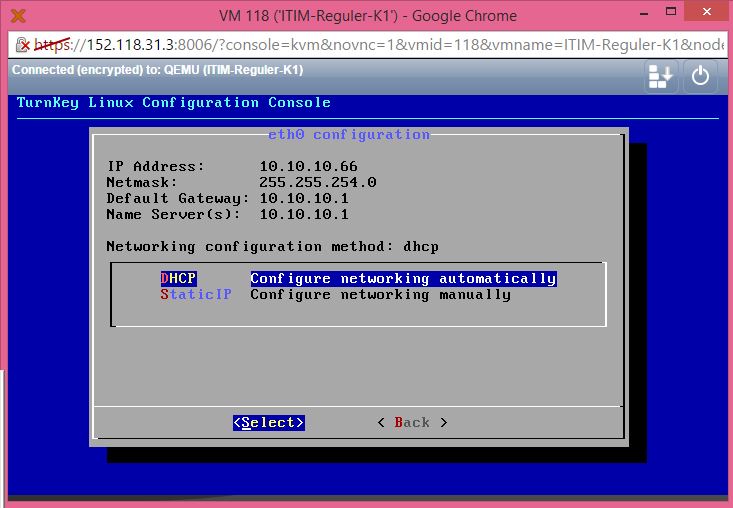 VM 118 ('ITIM-Reguler-K1') - Google Chrome
https://152.118.31.3:8006/?console=kvm&novnc=1&vmid=118&vmname=ITIM-Reguler-K1&node
Connected (encrypted) to: QEMU (ITIM-Reguler-K1)
TurnKey Linux Configuration Console
eth0 configuration
IP Address: 10.10.10.66
Netmask: 255.255.254.0
Default Gateway: 10.10.10.1
Name Server(s): 10.10.10.1
Networking configuration method: dhcp
DHCP Configure networking automatically
StaticIP Configure networking manually
<Select> < Back >